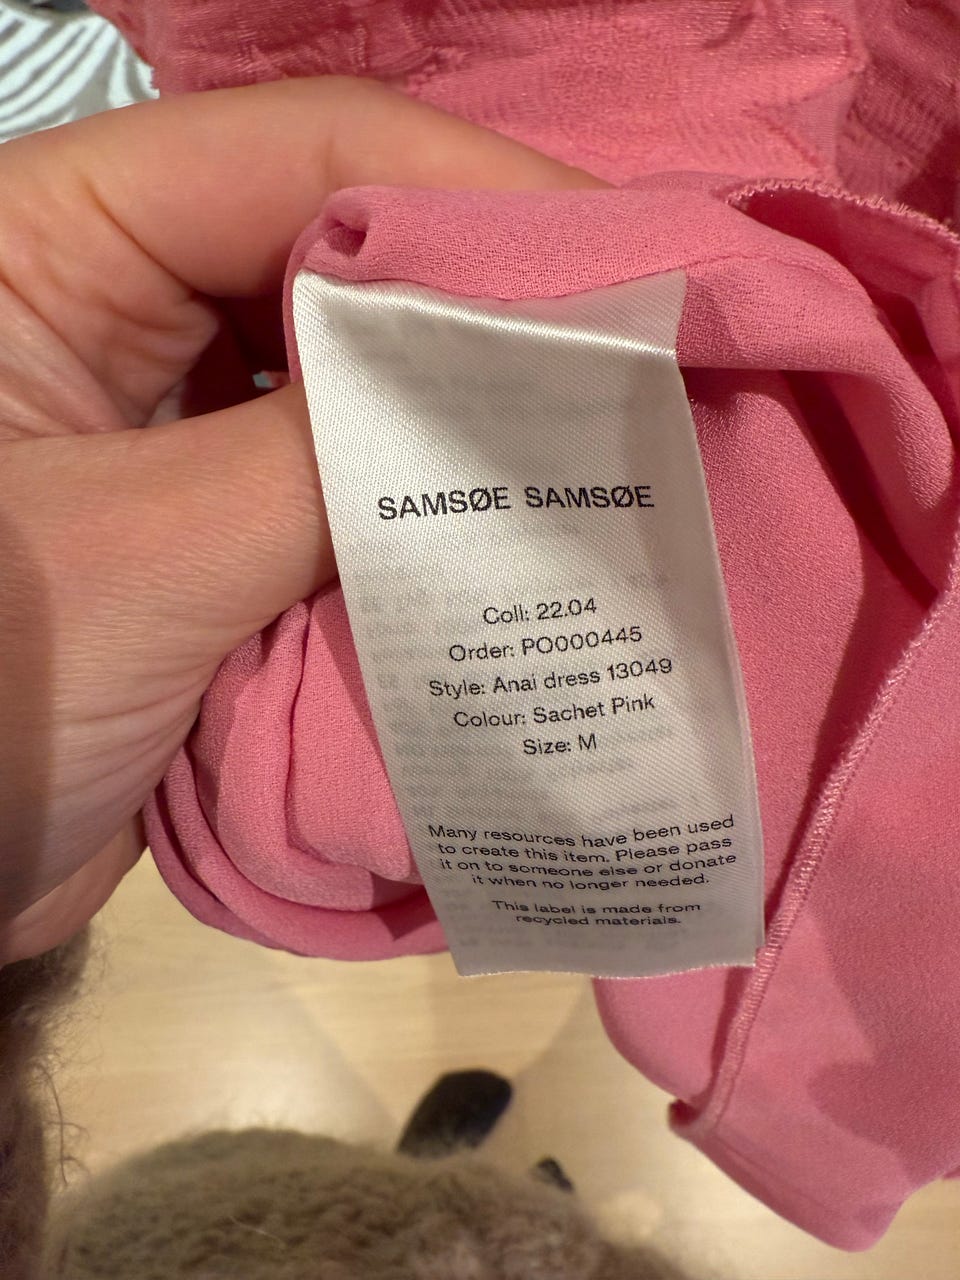 SAMSØE SAMSØE
Coll: 22.04
Order: PO000445
Style: Anai dress 13049
Colour: Sachet Pink
Size: M
Many resources have been used
to create this item. Please pass
it on to someone else or donate
it when no longer needed.
This label is made from
recycled materials.